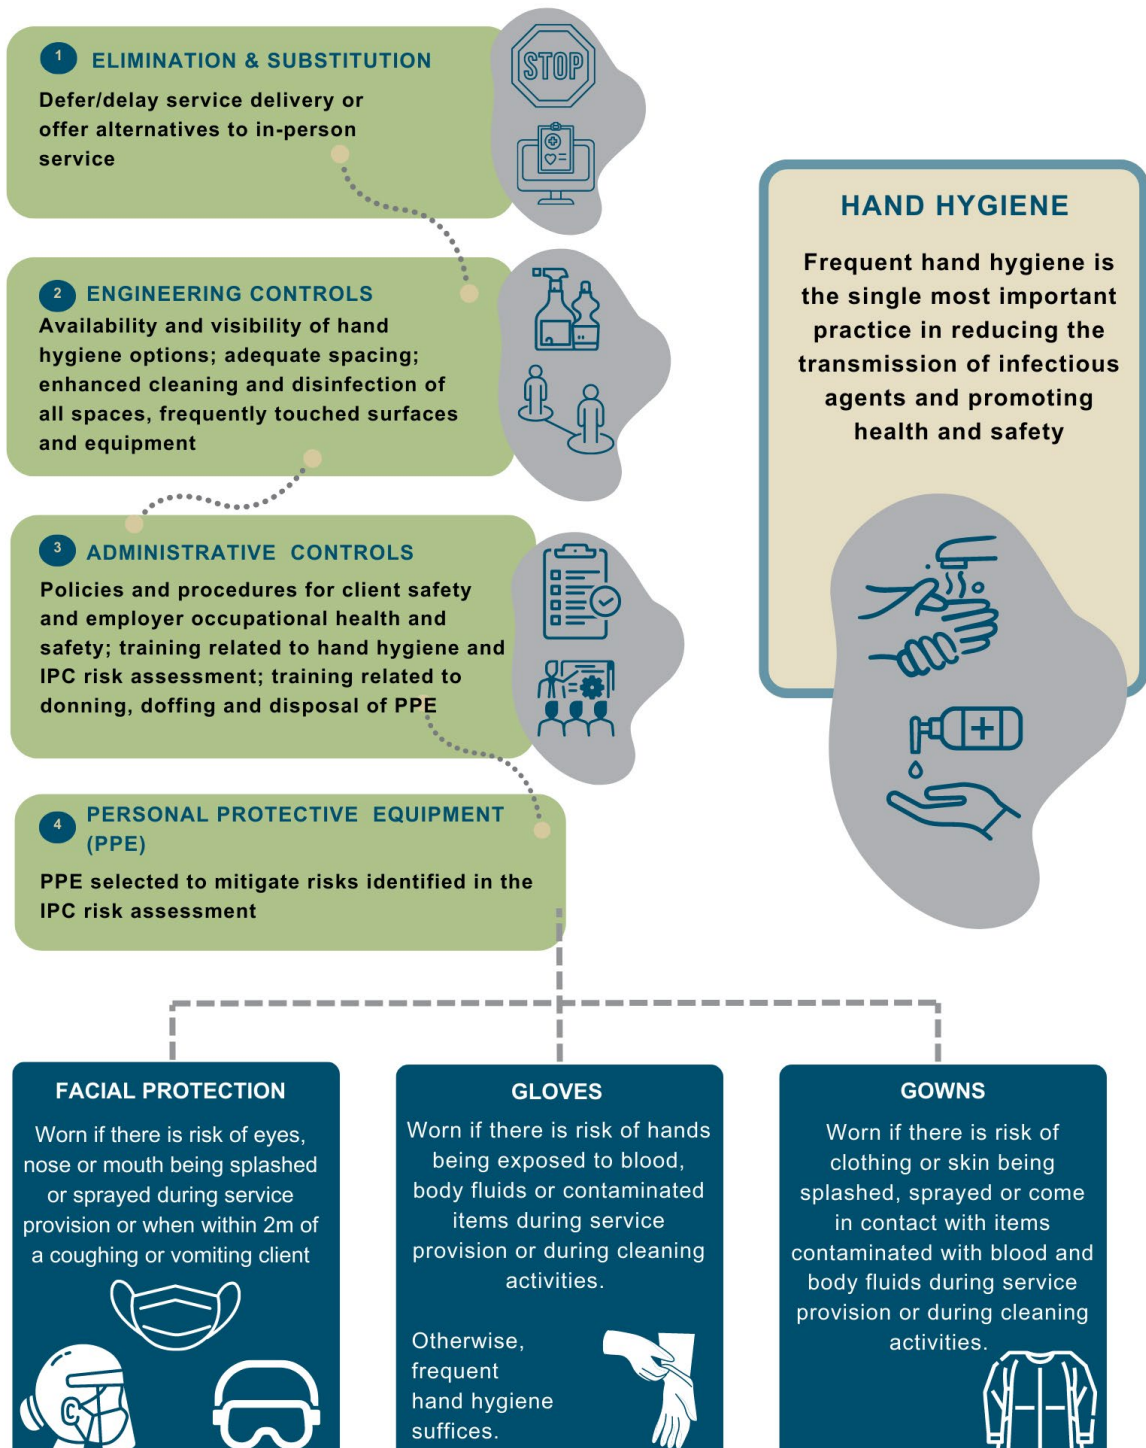 1 ELIMINATION & SUBSTITUTION
Defer/delay service delivery or
offer alternatives to in-person
service
STOP
2 ENGINEERING CONTROLS
Availability and visibility of hand
hygiene options; adequate spacing;
enhanced cleaning and disinfection of
all spaces, frequently touched surfaces
and equipment
3 ADMINISTRATIVE CONTROLS
Policies and procedures for client safety
and employer occupational health and
safety; training related to hand hygiene and
IPC risk assessment; training related to
donning, doffing and disposal of PPE
4 PERSONAL PROTECTIVE EQUIPMENT
(PPE)
PPE selected to mitigate risks identified in the
IPC risk assessment
HAND HYGIENE
Frequent hand hygiene is
the single most important
practice in reducing the
transmission of infectious
agents and promoting
health and safety
FACIAL PROTECTION
Worn if there is risk of eyes,
nose or mouth being splashed
or sprayed during service
provision or when within 2m of
a coughing or vomiting client
GLOVES
Worn if there is risk of hands
being exposed to blood,
body fluids or contaminated
items during service
provision or during cleaning
activities.
Otherwise,
frequent
hand hygiene
suffices.
GOWNS
Worn if there is risk of
clothing or skin being
splashed, sprayed or come
in contact with items
contaminated with blood and
body fluids during service
provision or during cleaning
activities.